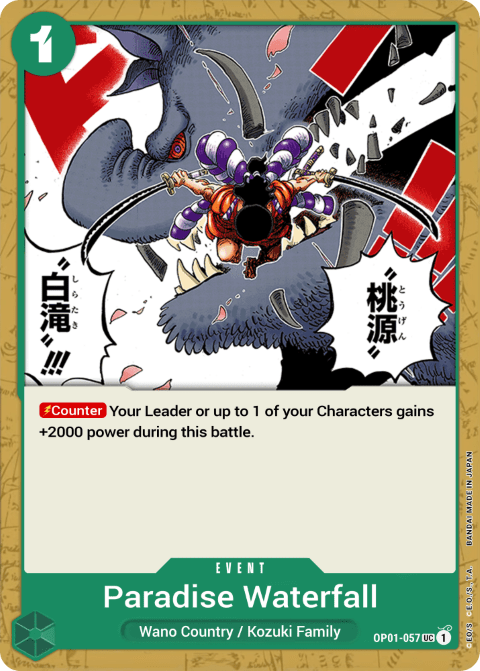 1
〝桃源〟
とうげん
〝白滝〟!!!
しらたき
⚡Counter Your Leader or up to 1 of your Characters gains
+2000 power during this battle.
EVENT
Paradise Waterfall
Wano Country / Kozuki Family
OP01-057 UC 1
©E.O./S. ©E.O./S., T.A. BANDAI MADE IN JAPAN